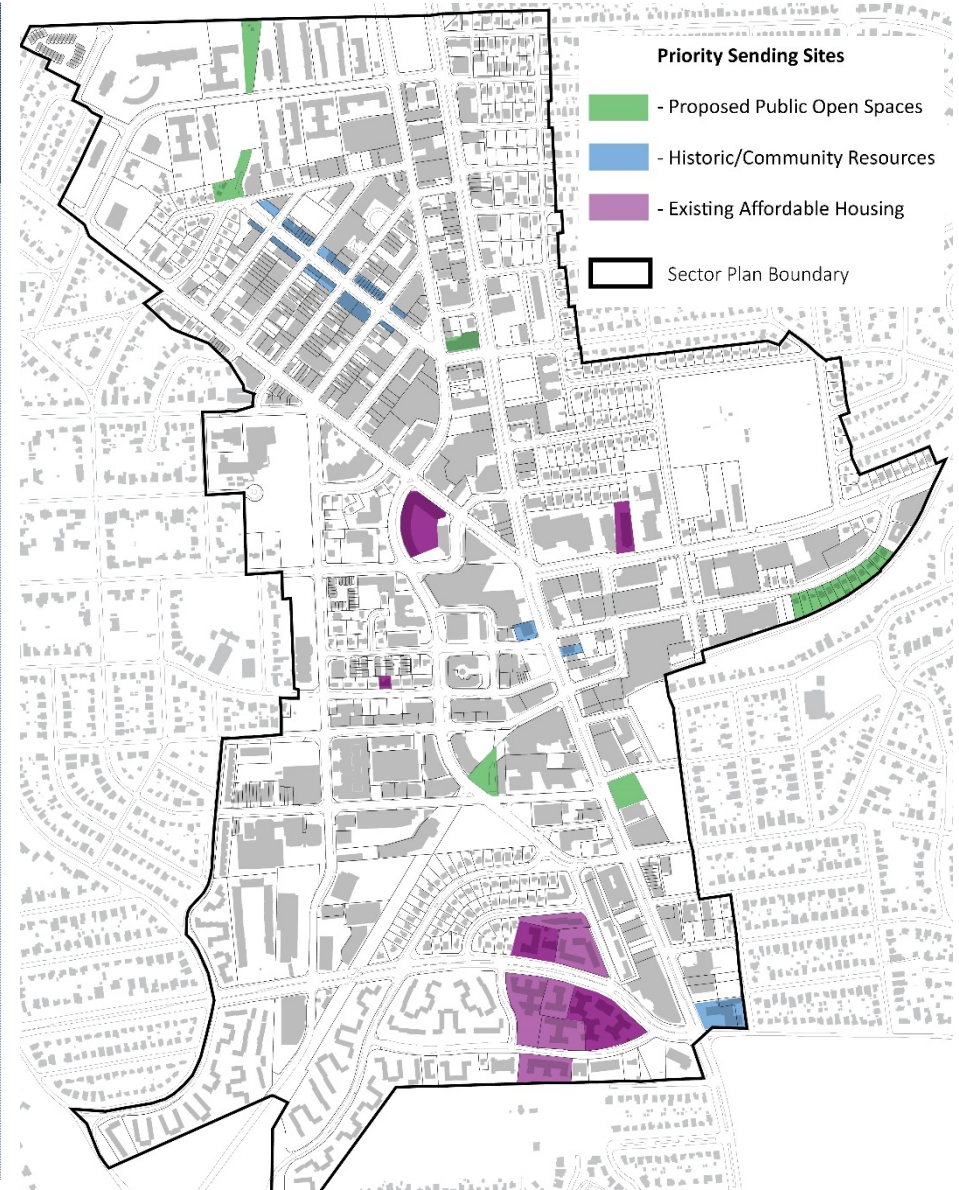 Priority Sending Sites
- Proposed Public Open Spaces
- Historic/Community Resources
- Existing Affordable Housing
Sector Plan Boundary